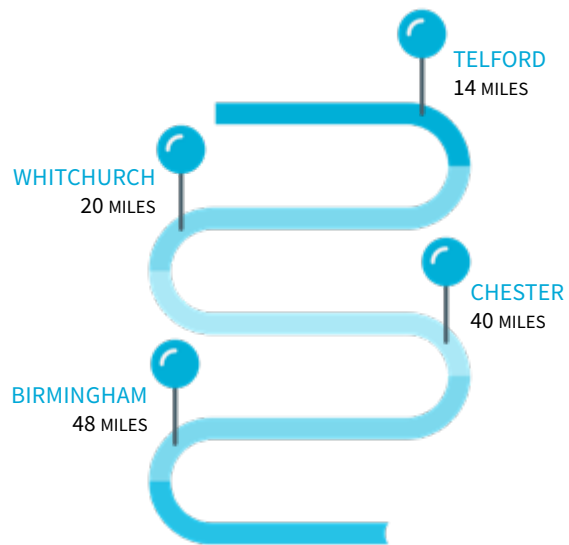 TELFORD
14 MILES
WHITCHURCH
20 MILES
CHESTER
40 MILES
BIRMINGHAM
48 MILES